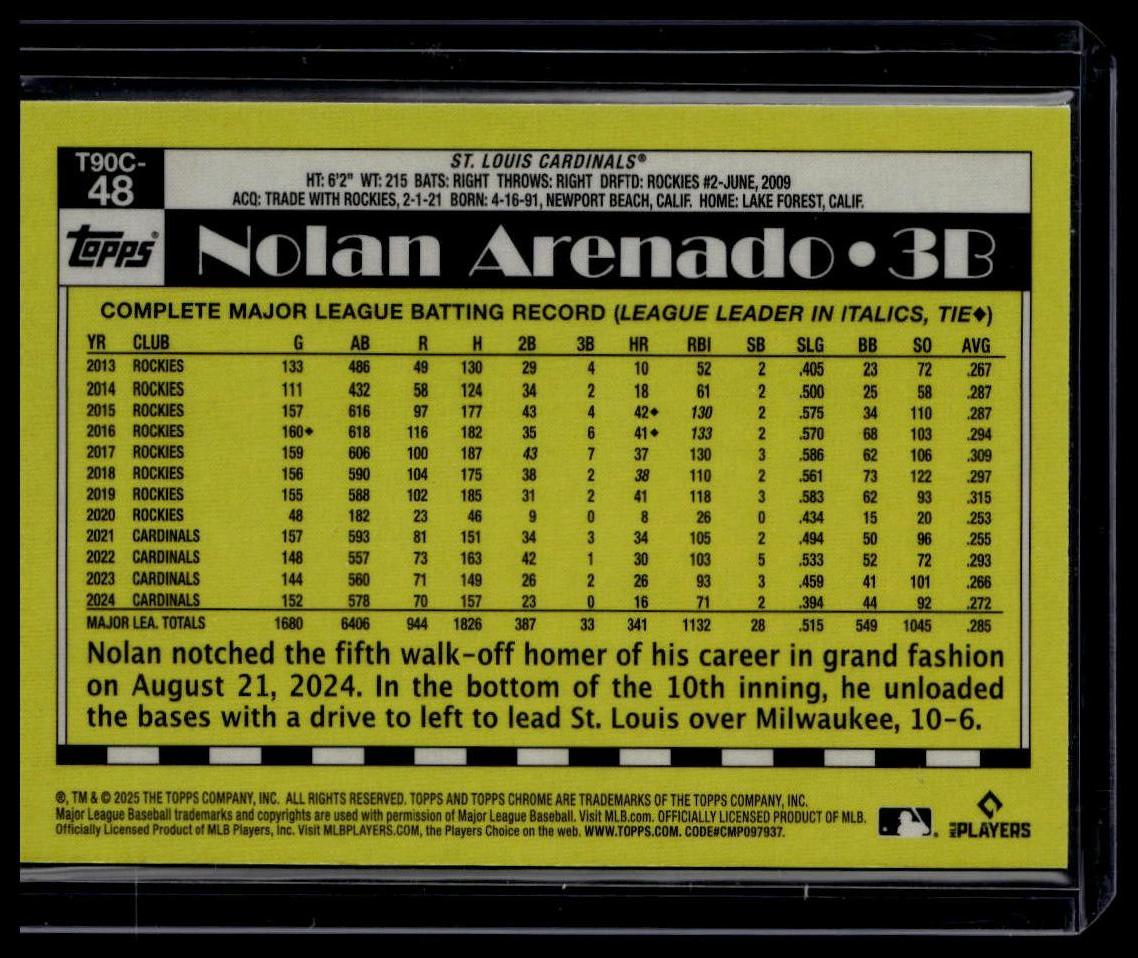 T90C-
48
ST. LOUIS CARDINALS®
HT: 6'2" WT: 215 BATS: RIGHT THROWS: RIGHT DRFTD: ROCKIES #2-JUNE, 2009
ACQ: TRADE WITH ROCKIES, 2-1-21 BORN: 4-16-91, NEWPORT BEACH, CALIF. HOME: LAKE FOREST, CALIF.
topps®
Nolan Arenado • 3B
COMPLETE MAJOR LEAGUE BATTING RECORD (LEAGUE LEADER IN ITALICS, TIE♦)
YR CLUB G AB R H 2B 3B HR RBI SB SLG BB SO AVG
2013 ROCKIES 133 486 49 130 29 4 10 52 2 .405 23 72 .267
2014 ROCKIES 111 432 58 124 34 2 18 61 2 .500 25 58 .287
2015 ROCKIES 157 616 97 177 43 4 42♦ 130 2 .575 34 110 .287
2016 ROCKIES 160♦ 618 116 182 35 6 41♦ 133 2 .570 68 103 .294
2017 ROCKIES 159 606 100 187 43 7 37 130 3 .586 62 106 .309
2018 ROCKIES 156 590 104 175 38 2 38 110 2 .561 73 122 .297
2019 ROCKIES 155 588 102 185 31 2 41 118 3 .583 62 93 .315
2020 ROCKIES 48 182 23 46 9 0 8 26 0 .434 15 20 .253
2021 CARDINALS 157 593 81 151 34 3 34 105 2 .494 50 96 .255
2022 CARDINALS 148 557 73 163 42 1 30 103 5 .533 52 72 .293
2023 CARDINALS 144 560 71 149 26 2 26 93 3 .459 41 101 .266
2024 CARDINALS 152 578 70 157 23 0 16 71 2 .394 44 92 .272
MAJOR LEA. TOTALS 1680 6406 944 1826 387 33 341 1132 28 .515 549 1045 .285
Nolan notched the fifth walk-off homer of his career in grand fashion
on August 21, 2024. In the bottom of the 10th inning, he unloaded
the bases with a drive to left to lead St. Louis over Milwaukee, 10-6.
®, TM & © 2025 THE TOPPS COMPANY, INC. ALL RIGHTS RESERVED. TOPPS AND TOPPS CHROME ARE TRADEMARKS OF THE TOPPS COMPANY, INC.
Major League Baseball trademarks and copyrights are used with permission of Major League Baseball. Visit MLB.com. OFFICIALLY LICENSED PRODUCT OF MLB.
Officially Licensed Product of MLB Players, Inc. Visit MLBPLAYERS.COM, the Players Choice on the web. WWW.TOPPS.COM. CODE#CMP097937.
MLB PLAYERS